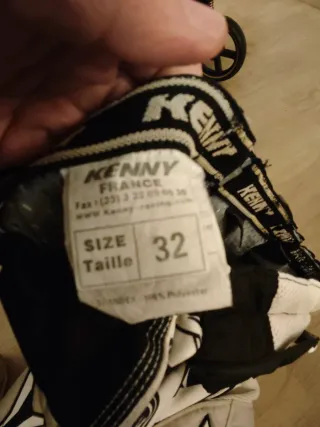 KENNY
KENNY
KENNY
FRANCE
www.kenny-racing.com
SIZE
Taille
32
100% Polyester